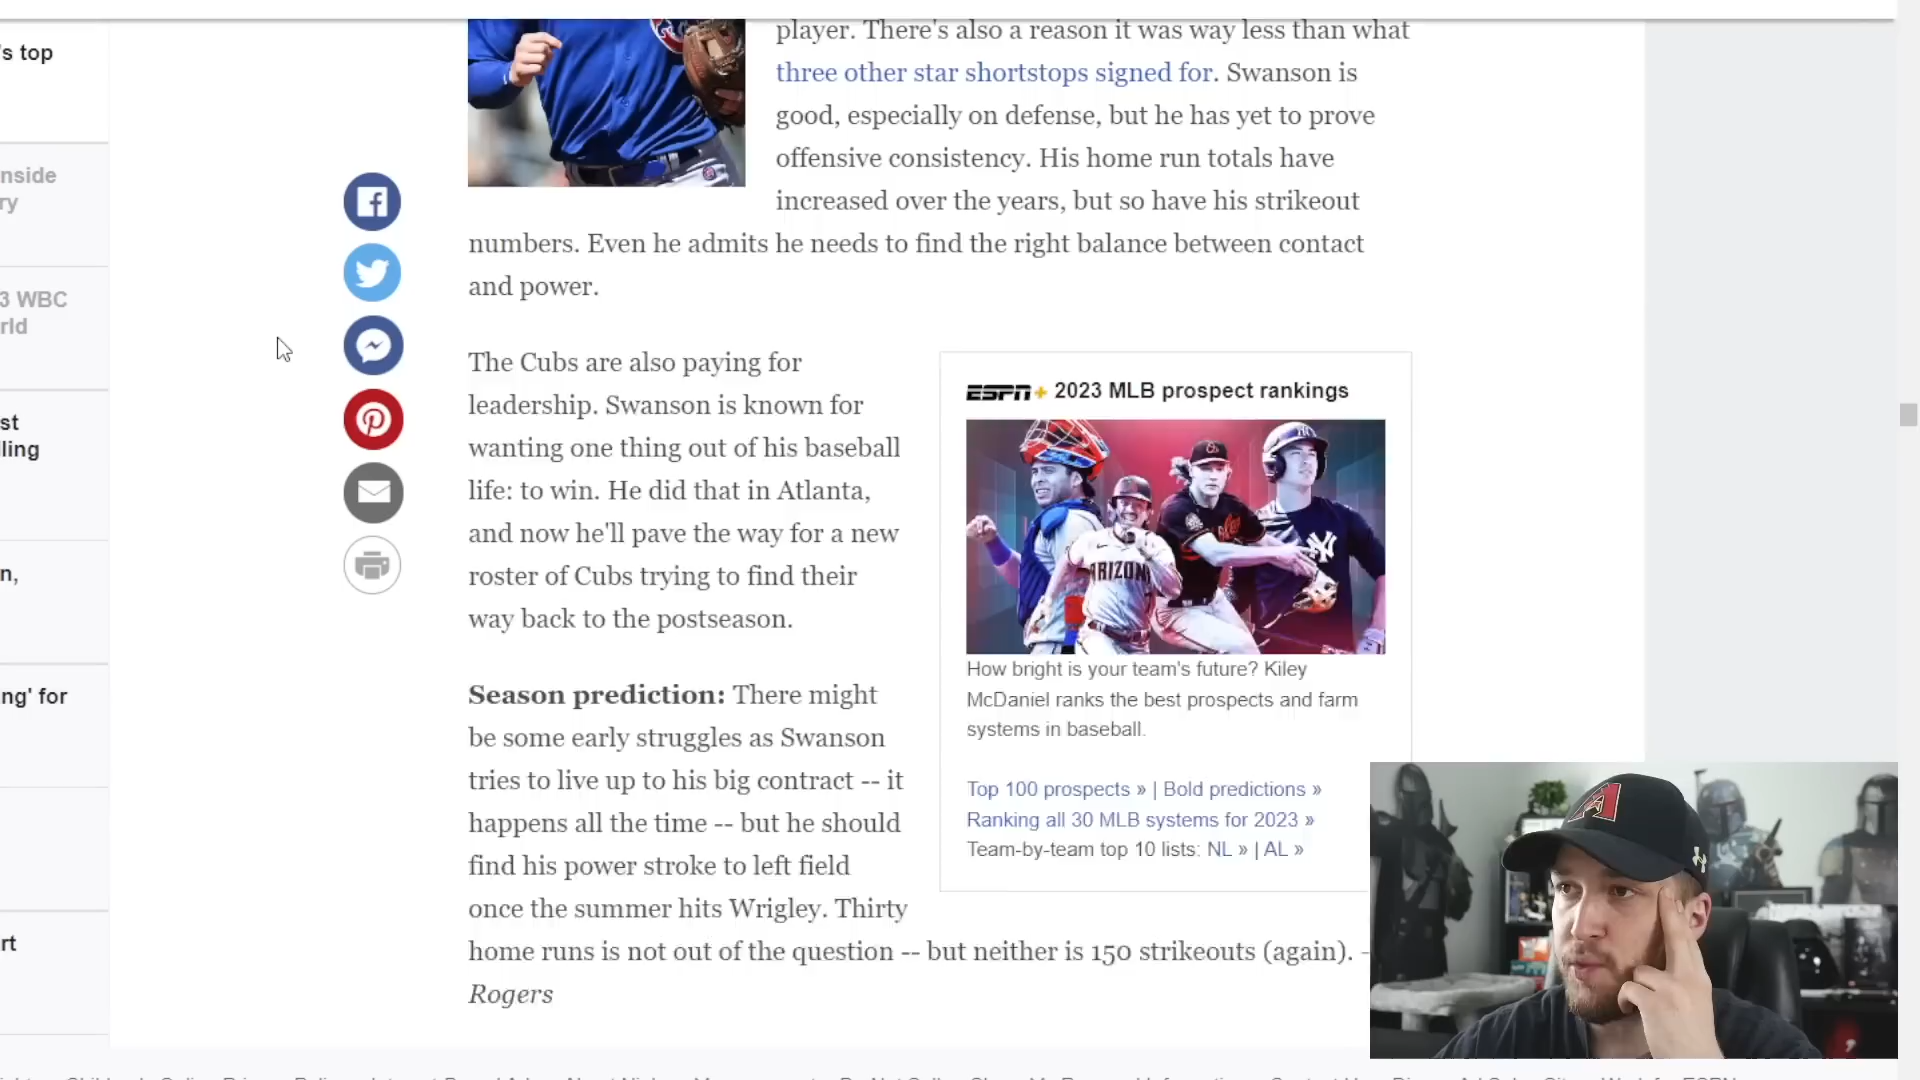 's top
nside
ry
3 WBC
rld
st
lling
n,
ng' for
rt
player. There's also a reason it was way less than what
three other star shortstops signed for. Swanson is
good, especially on defense, but he has yet to prove
offensive consistency. His home run totals have
increased over the years, but so have his strikeout
numbers. Even he admits he needs to find the right balance between contact
and power.
The Cubs are also paying for
leadership. Swanson is known for
wanting one thing out of his baseball
life: to win. He did that in Atlanta,
and now he'll pave the way for a new
roster of Cubs trying to find their
way back to the postseason.
Season prediction: There might
be some early struggles as Swanson
tries to live up to his big contract -- it
happens all the time -- but he should
find his power stroke to left field
once the summer hits Wrigley. Thirty
home runs is not out of the question -- but neither is 150 strikeouts (again). -
Rogers
ESPN+ 2023 MLB prospect rankings
ARIZON
How bright is your team's future? Kiley
McDaniel ranks the best prospects and farm
systems in baseball.
Top 100 prospects » | Bold predictions »
Ranking all 30 MLB systems for 2023 »
Team-by-team top 10 lists: NL » | AL »